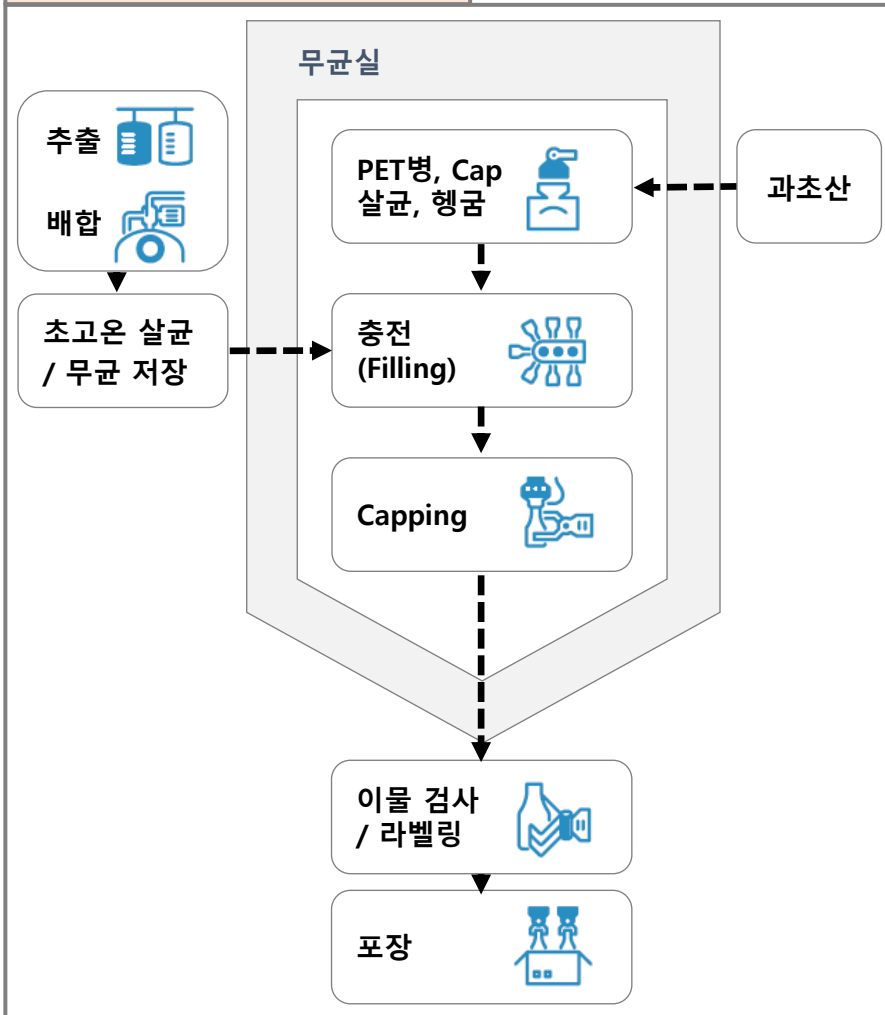 무균실
추출
배합
PET병, Cap
살균, 헹굼
과초산
초고온 살균
/ 무균 저장
충전
(Filling)
Capping
이물 검사
/ 라벨링
포장